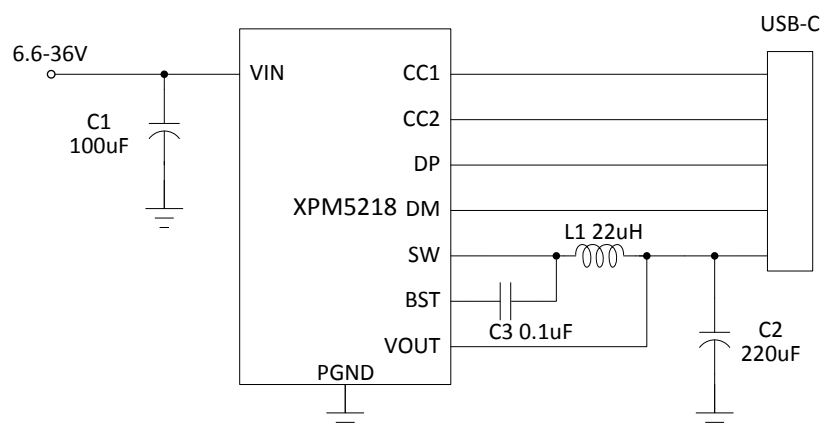 USB-C
6.6-36V
VIN
CC1
C1
100uF
CC2
DP
XPM5218
DM
L1 22uH
SW
BST
C3 0.1uF
VOUT
C2
220uF
PGND